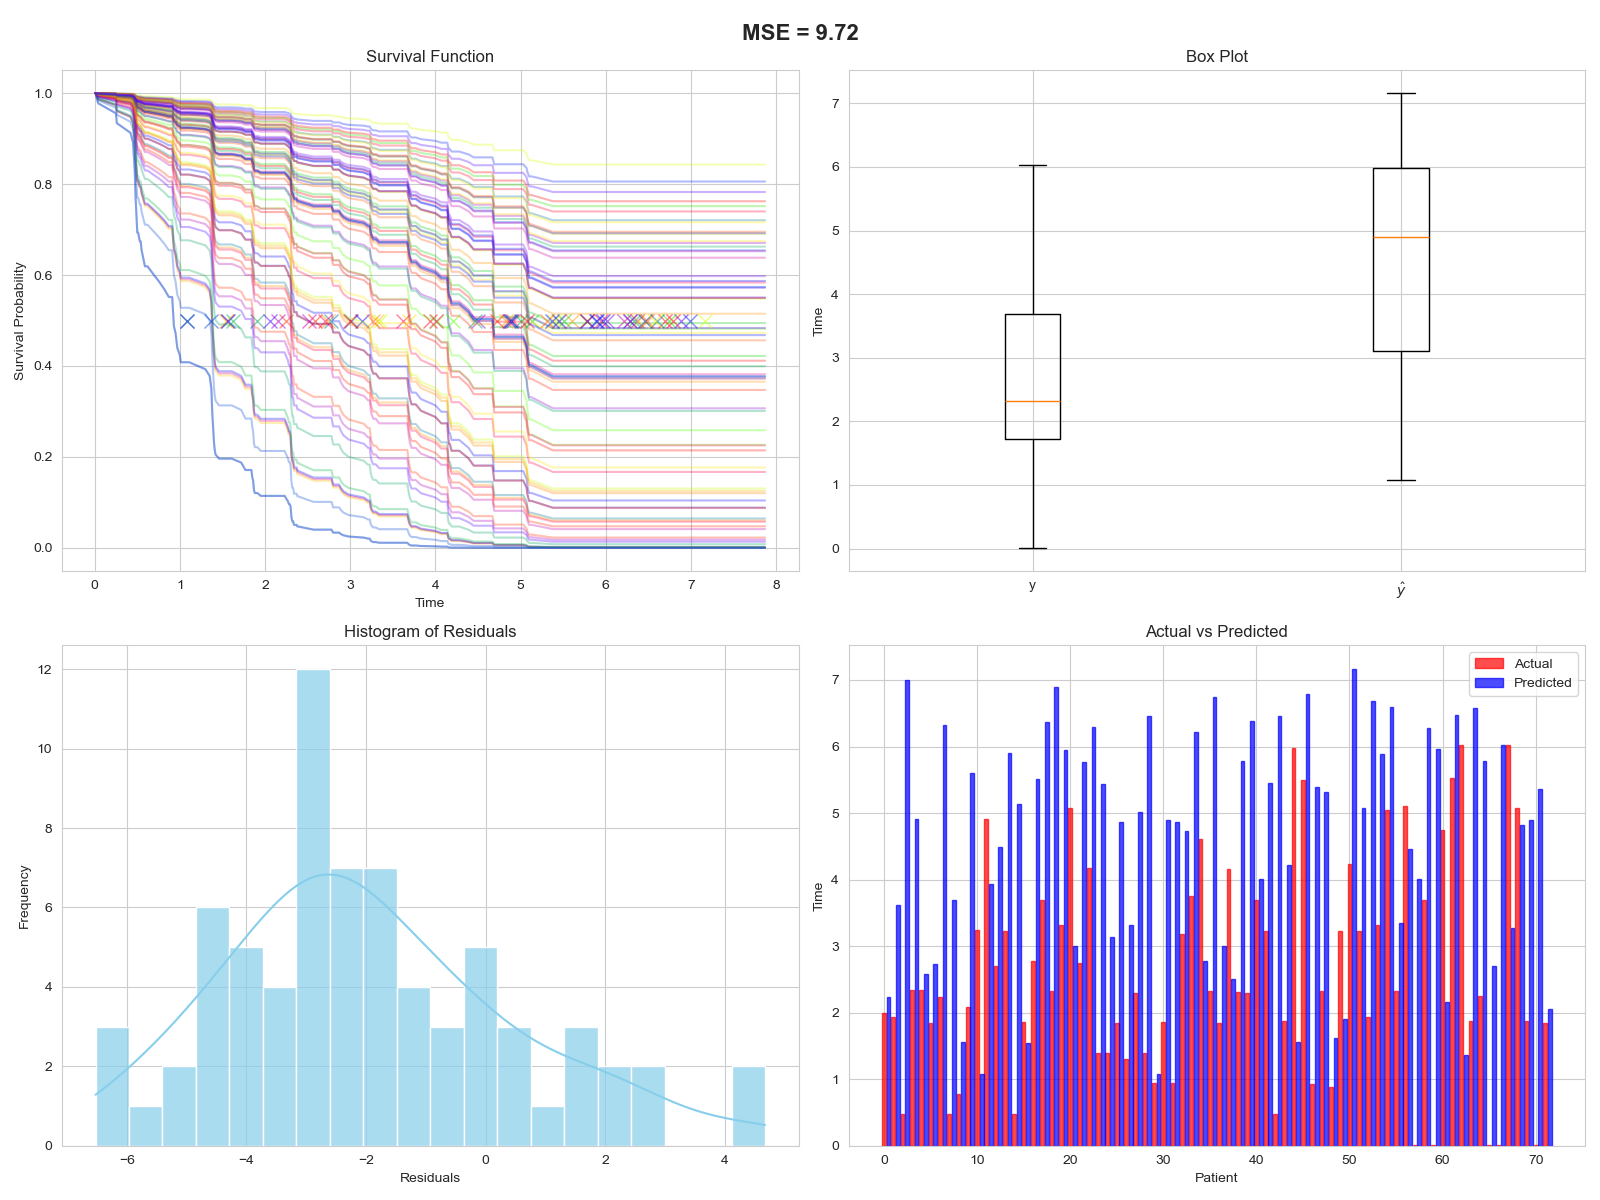 MSE = 9.72
Survival Function
1.0
0.8
0.6
0.4
0.2
0.0
Survival Probability
0 1 2 3 4 5 6 7 8
Time
Box Plot
7
6
5
4
3
2
1
0
Time
y ŷ
Histogram of Residuals
12
10
8
6
4
2
0
Frequency
−6 −4 −2 0 2 4
Residuals
Actual vs Predicted
Actual
Predicted
7
6
5
4
3
2
1
0
Time
0 10 20 30 40 50 60 70
Patient